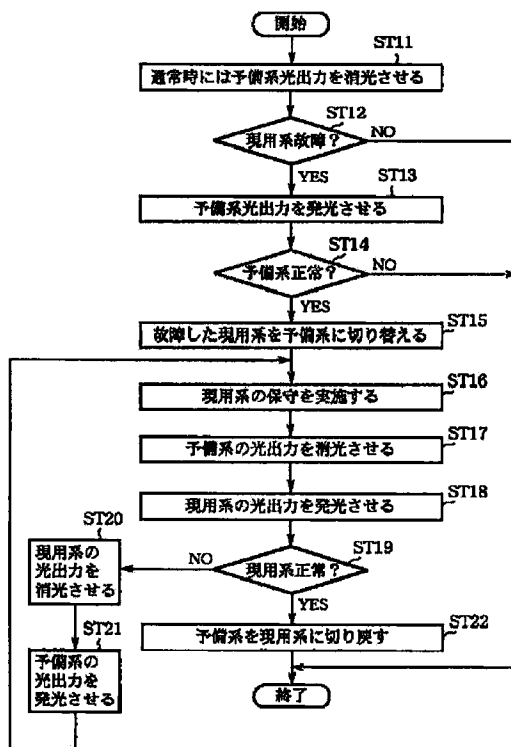 開始
ST11
通常時には予備系光出力を消光させる
ST12
現用系故障?
NO
YES
ST13
予備系光出力を発光させる
ST14
予備系正常?
NO
YES
ST15
故障した現用系を予備系に切り替える
ST16
現用系の保守を実施する
ST17
予備系の光出力を消光させる
ST18
現用系の光出力を発光させる
ST19
現用系正常?
NO
YES
ST20
現用系の
光出力を
消光させる
ST21
予備系の
光出力を
発光させる
ST22
予備系を現用系に切り戻す
終了